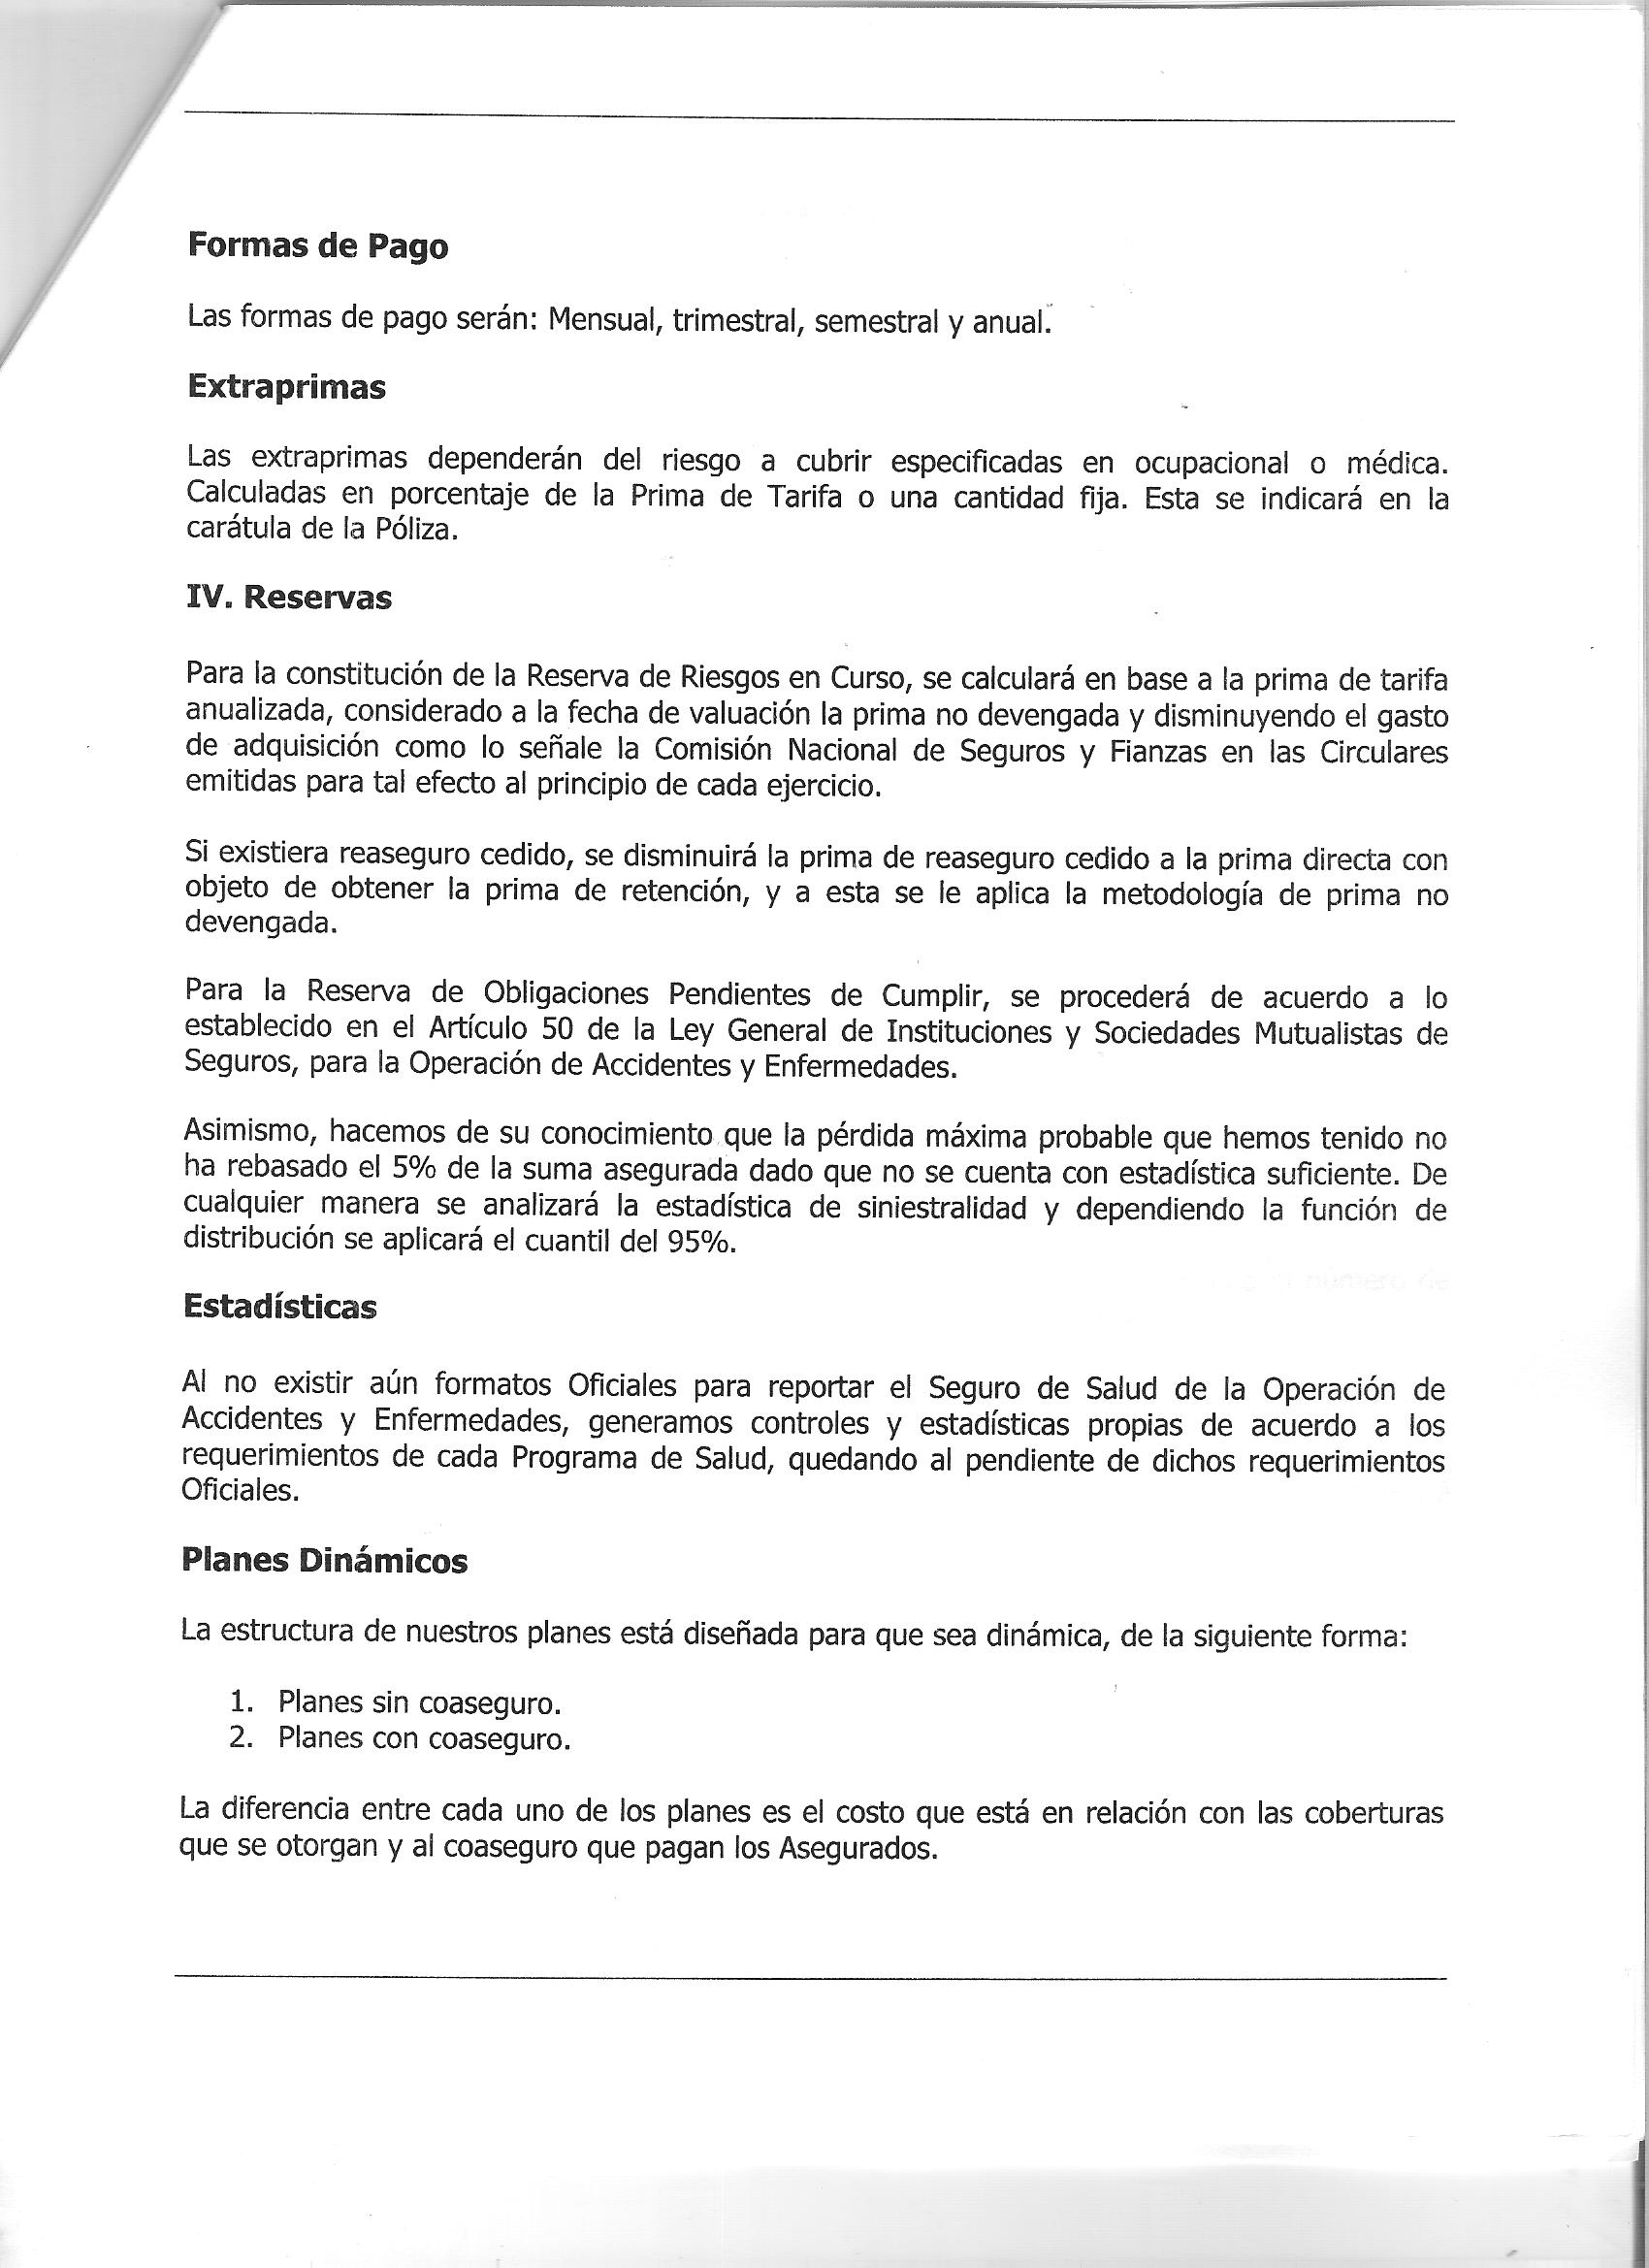 Formas de Pago
Las formas de pago serán: Mensual, trimestral, semestral y anual.
Extraprimas
Las extraprimas dependerán del riesgo a cubrir especificadas en ocupacional o médica.
Calculadas en porcentaje de la Prima de Tarifa o una cantidad fija. Esta se indicará en la
carátula de la Póliza.
IV. Reservas
Para la constitución de la Reserva de Riesgos en Curso, se calculará en base a la prima de tarifa
anualizada, considerado a la fecha de valuación la prima no devengada y disminuyendo el gasto
de adquisición como lo señale la Comisión Nacional de Seguros y Fianzas en las Circulares
emitidas para tal efecto al principio de cada ejercicio.
Si existiera reaseguro cedido, se disminuirá la prima de reaseguro cedido a la prima directa con
objeto de obtener la prima de retención, y a esta se le aplica la metodología de prima no
devengada.
Para la Reserva de Obligaciones Pendientes de Cumplir, se procederá de acuerdo a lo
establecido en el Artículo 50 de la Ley General de Instituciones y Sociedades Mutualistas de
Seguros, para la Operación de Accidentes y Enfermedades.
Asimismo, hacemos de su conocimiento que la pérdida máxima probable que hemos tenido no
ha rebasado el 5% de la suma asegurada dado que no se cuenta con estadística suficiente. De
cualquier manera se analizará la estadística de siniestralidad y dependiendo la función de
distribución se aplicará el cuantil del 95%.
número de
Estadísticas
Al no existir aún formatos Oficiales para reportar el Seguro de Salud de la Operación de
Accidentes y Enfermedades, generamos controles y estadísticas propias de acuerdo a los
requerimientos de cada Programa de Salud, quedando al pendiente de dichos requerimientos
Oficiales.
Planes Dinámicos
La estructura de nuestros planes está diseñada para que sea dinámica, de la siguiente forma:
1. Planes sin coaseguro.
2. Planes con coaseguro.
La diferencia entre cada uno de los planes es el costo que está en relación con las coberturas
que se otorgan y al coaseguro que pagan los Asegurados.